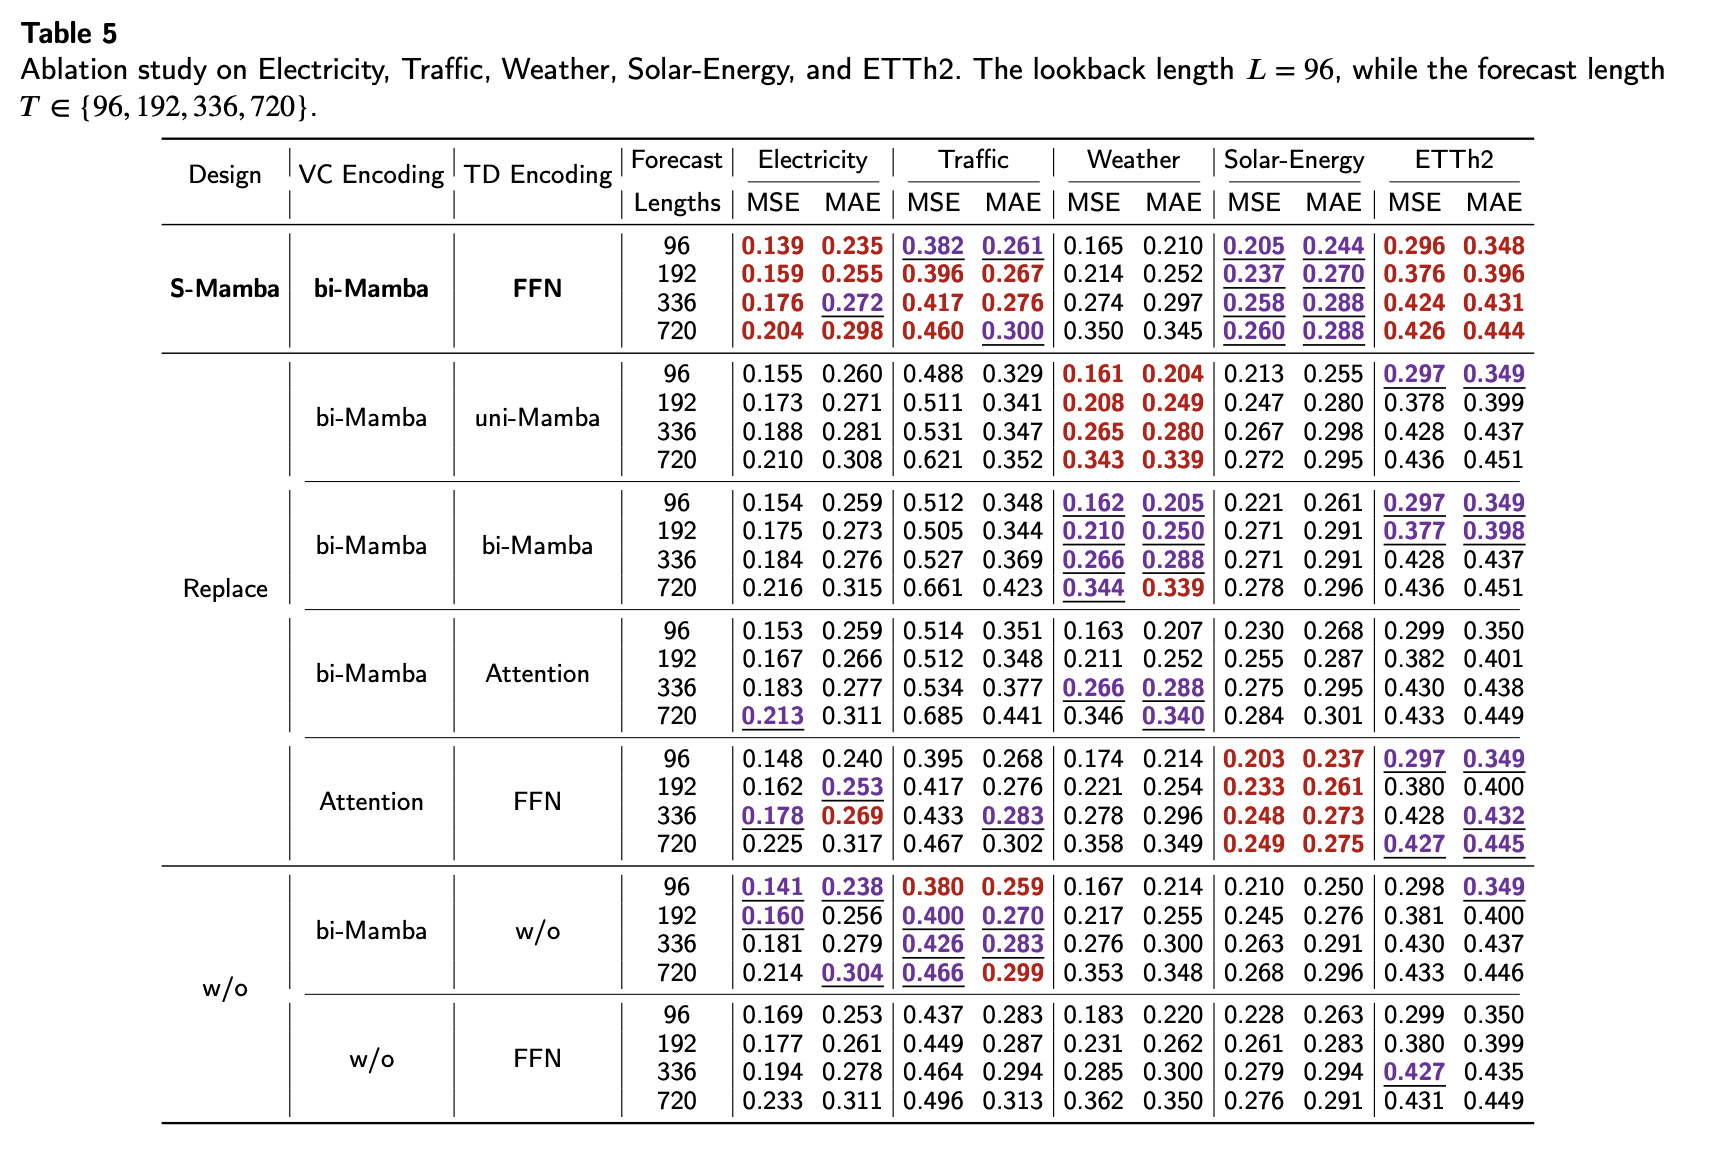 Table 5
Ablation study on Electricity, Traffic, Weather, Solar-Energy, and ETTh2. The lookback length L = 96, while the forecast length
T ∈ {96, 192, 336, 720}.
Design VC Encoding TD Encoding Forecast Lengths Electricity Traffic Weather Solar-Energy ETTh2
MSE MAE MSE MAE MSE MAE MSE MAE MSE MAE
S-Mamba bi-Mamba FFN
96 0.139 0.235 0.382 0.261 0.165 0.210 0.205 0.244 0.296 0.348
192 0.159 0.255 0.396 0.267 0.214 0.252 0.237 0.270 0.376 0.396
336 0.176 0.272 0.417 0.276 0.274 0.297 0.258 0.288 0.424 0.431
720 0.204 0.298 0.460 0.300 0.350 0.345 0.260 0.288 0.426 0.444
Replace
bi-Mamba uni-Mamba
96 0.155 0.260 0.488 0.329 0.161 0.204 0.213 0.255 0.297 0.349
192 0.173 0.271 0.511 0.341 0.208 0.249 0.247 0.280 0.378 0.399
336 0.188 0.281 0.531 0.347 0.265 0.280 0.267 0.298 0.428 0.437
720 0.210 0.308 0.621 0.352 0.343 0.339 0.272 0.295 0.436 0.451
bi-Mamba bi-Mamba
96 0.154 0.259 0.512 0.348 0.162 0.205 0.221 0.261 0.297 0.349
192 0.175 0.273 0.505 0.344 0.210 0.250 0.271 0.291 0.377 0.398
336 0.184 0.276 0.527 0.369 0.266 0.288 0.271 0.291 0.428 0.437
720 0.216 0.315 0.661 0.423 0.344 0.339 0.278 0.296 0.436 0.451
bi-Mamba Attention
96 0.153 0.259 0.514 0.351 0.163 0.207 0.230 0.268 0.299 0.350
192 0.167 0.266 0.512 0.348 0.211 0.252 0.255 0.287 0.382 0.401
336 0.183 0.277 0.534 0.377 0.266 0.288 0.275 0.295 0.430 0.438
720 0.213 0.311 0.685 0.441 0.346 0.340 0.284 0.301 0.433 0.449
Attention FFN
96 0.148 0.240 0.395 0.268 0.174 0.214 0.203 0.237 0.297 0.349
192 0.162 0.253 0.417 0.276 0.221 0.254 0.233 0.261 0.380 0.400
336 0.178 0.269 0.433 0.283 0.278 0.296 0.248 0.273 0.428 0.432
720 0.225 0.317 0.467 0.302 0.358 0.349 0.249 0.275 0.427 0.445
w/o
bi-Mamba w/o
96 0.141 0.238 0.380 0.259 0.167 0.214 0.210 0.250 0.298 0.349
192 0.160 0.256 0.400 0.270 0.217 0.255 0.245 0.276 0.381 0.400
336 0.181 0.279 0.426 0.283 0.276 0.300 0.263 0.291 0.430 0.437
720 0.214 0.304 0.466 0.299 0.353 0.348 0.268 0.296 0.433 0.446
w/o FFN
96 0.169 0.253 0.437 0.283 0.183 0.220 0.228 0.263 0.299 0.350
192 0.177 0.261 0.449 0.287 0.231 0.262 0.261 0.283 0.380 0.399
336 0.194 0.278 0.464 0.294 0.285 0.300 0.279 0.294 0.427 0.435
720 0.233 0.311 0.496 0.313 0.362 0.350 0.276 0.291 0.431 0.449